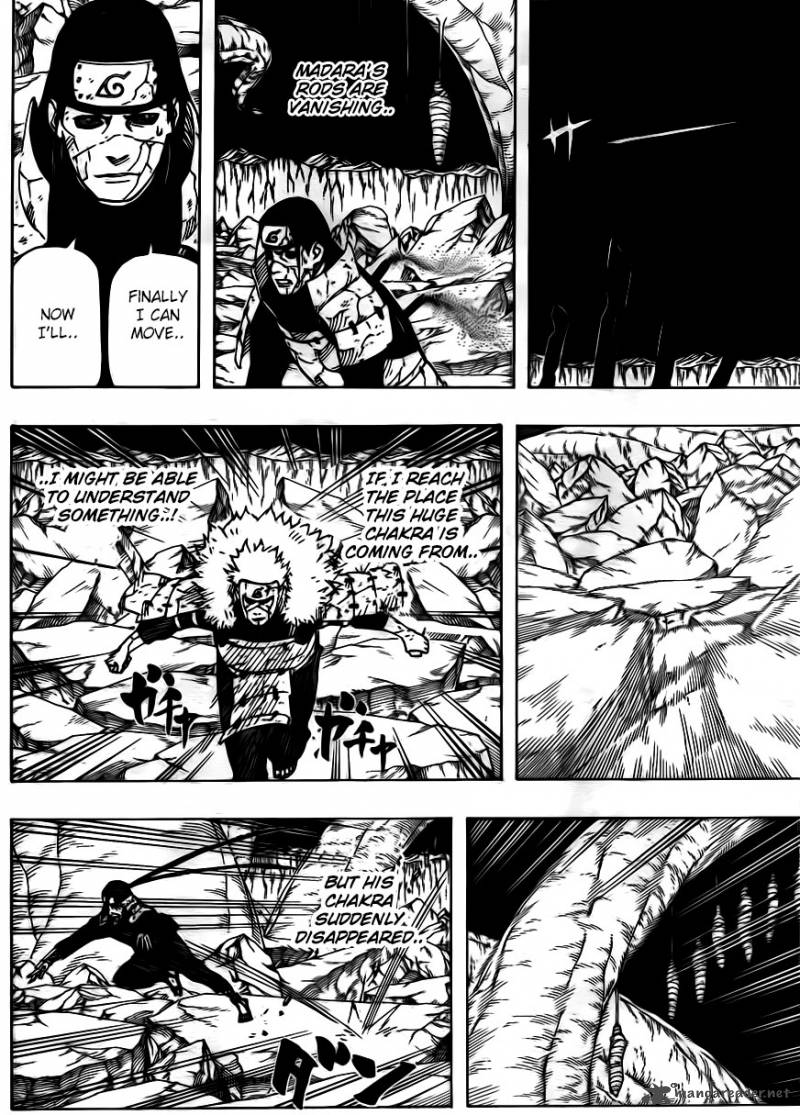 MADARA'S
RODS ARE
VANISHING..
FINALLY
I CAN
MOVE..
NOW
I'LL..
IF I REACH
THE PLACE
THIS HUGE
CHAKRA IS
COMING FROM..
..I MIGHT BE ABLE
TO UNDERSTAND
SOMETHING..!
ガチャ
ガチャ
BUT HIS
CHAKRA
SUDDENLY
DISAPPEARED..
ダン
mangareader.net